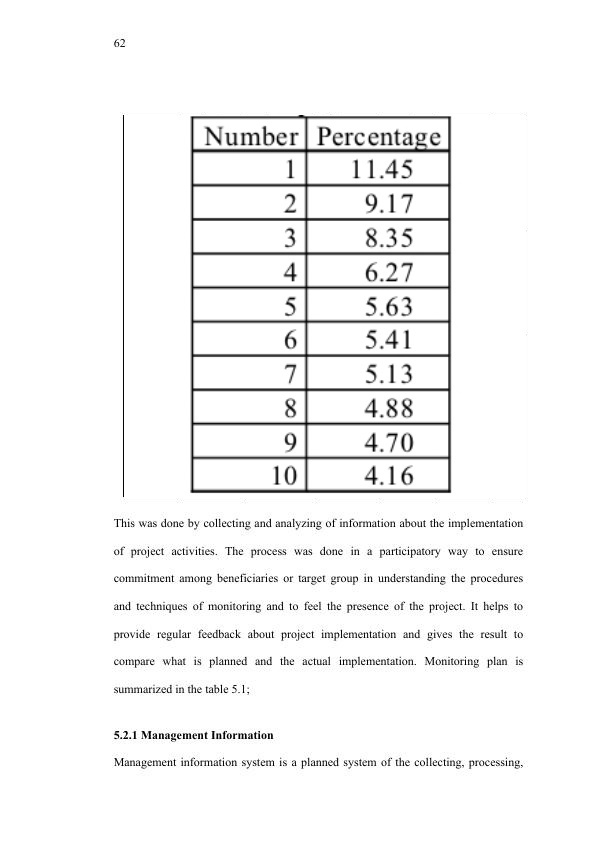 62
Number Percentage
1 11.45
2 9.17
3 8.35
4 6.27
5 5.63
6 5.41
7 5.13
8 4.88
9 4.70
10 4.16
This was done by collecting and analyzing of information about the implementation
of project activities. The process was done in a participatory way to ensure
commitment among beneficiaries or target group in understanding the procedures
and techniques of monitoring and to feel the presence of the project. It helps to
provide regular feedback about project implementation and gives the result to
compare what is planned and the actual implementation. Monitoring plan is
summarized in the table 5.1;
5.2.1 Management Information
Management information system is a planned system of the collecting, processing,